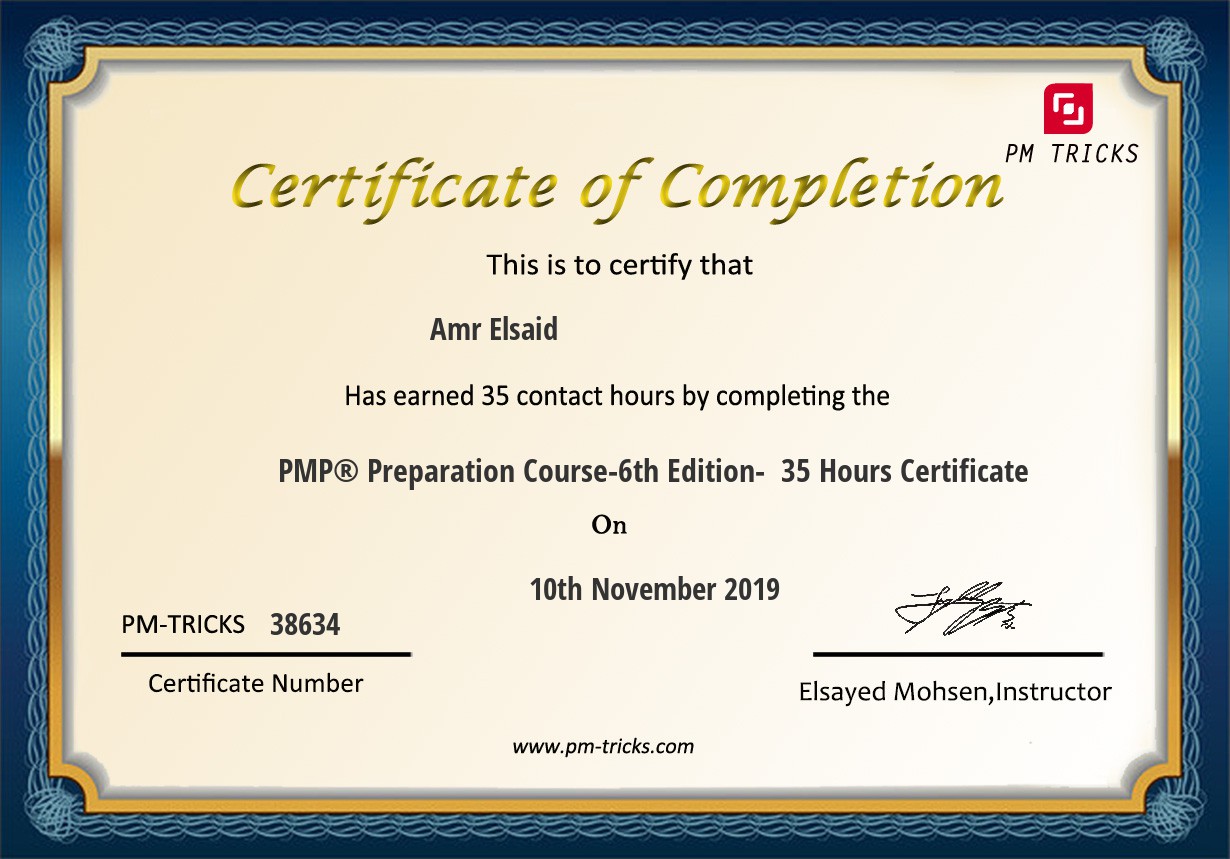 PM TRICKS
Certificate of Completion
This is to certify that
Amr Elsaid
Has earned 35 contact hours by completing the
PMP® Preparation Course-6th Edition- 35 Hours Certificate
On
10th November 2019
PM-TRICKS 38634
Certificate Number
Elsayed Mohsen,Instructor
www.pm-tricks.com